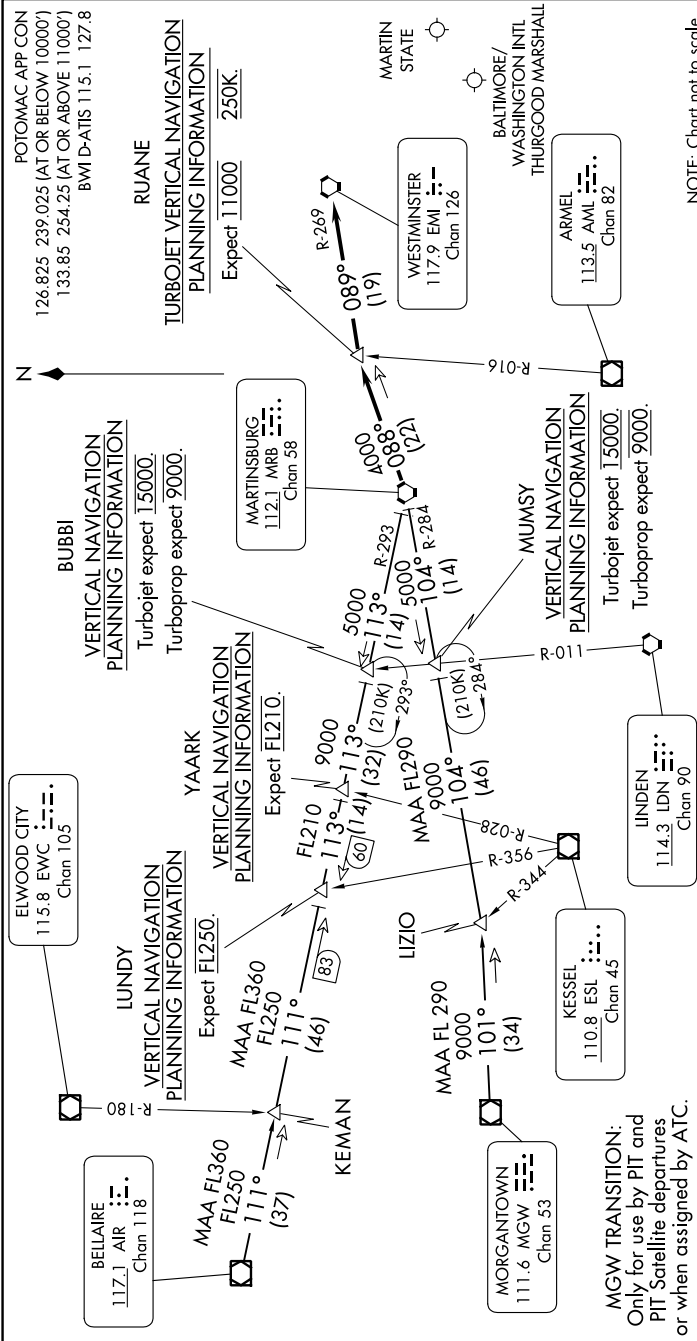 POTOMAC APP CON
126.825 239.025 (AT OR BELOW 10000')
133.85 254.25 (AT OR ABOVE 11000')
BWI D-ATIS 115.1 127.8
RUANE
TURBOJET VERTICAL NAVIGATION
PLANNING INFORMATION
Expect 11000 250K.
MARTIN
STATE
BALTIMORE/
WASHINGTON INTL
THURGOOD MARSHALL
N
R-269
089°
(19)
WESTMINSTER
117.9 EMI
Chan 126
ARMEL
113.5 AML
Chan 82
R-016
NOTE: Chart not to scale
BUBBI
VERTICAL NAVIGATION
PLANNING INFORMATION
Turbojet expect 15000.
Turboprop expect 9000.
MARTINSBURG
112.1 MRB
Chan 58
4000
088°
(22)
R-293
R-284
5000
113°
(14)
5000
104°
(14)
MUMSY
VERTICAL NAVIGATION
PLANNING INFORMATION
Turbojet expect 15000.
Turboprop expect 9000.
YAARK
VERTICAL NAVIGATION
PLANNING INFORMATION
Expect FL210.
9000
113°
(32)
(210K)
293°
(210K)
284°
R-011
LINDEN
114.3 LDN
Chan 90
ELWOOD CITY
115.8 EWC
Chan 105
LUNDY
VERTICAL NAVIGATION
PLANNING INFORMATION
Expect FL250.
FL210
113°
(14)
60
MAA FL290
9000
104°
(46)
R-028
R-356
R-344
LIZIO
KESSEL
110.8 ESL
Chan 45
R-180
MAA FL360
FL250
111°
(46)
83
KEMAN
BELLAIRE
117.1 AIR
Chan 118
MAA FL360
FL250
111°
(37)
MAA FL 290
9000
101°
(34)
MORGANTOWN
111.6 MGW
Chan 53
MGW TRANSITION:
Only for use by PIT and
PIT Satellite departures
or when assigned by ATC.